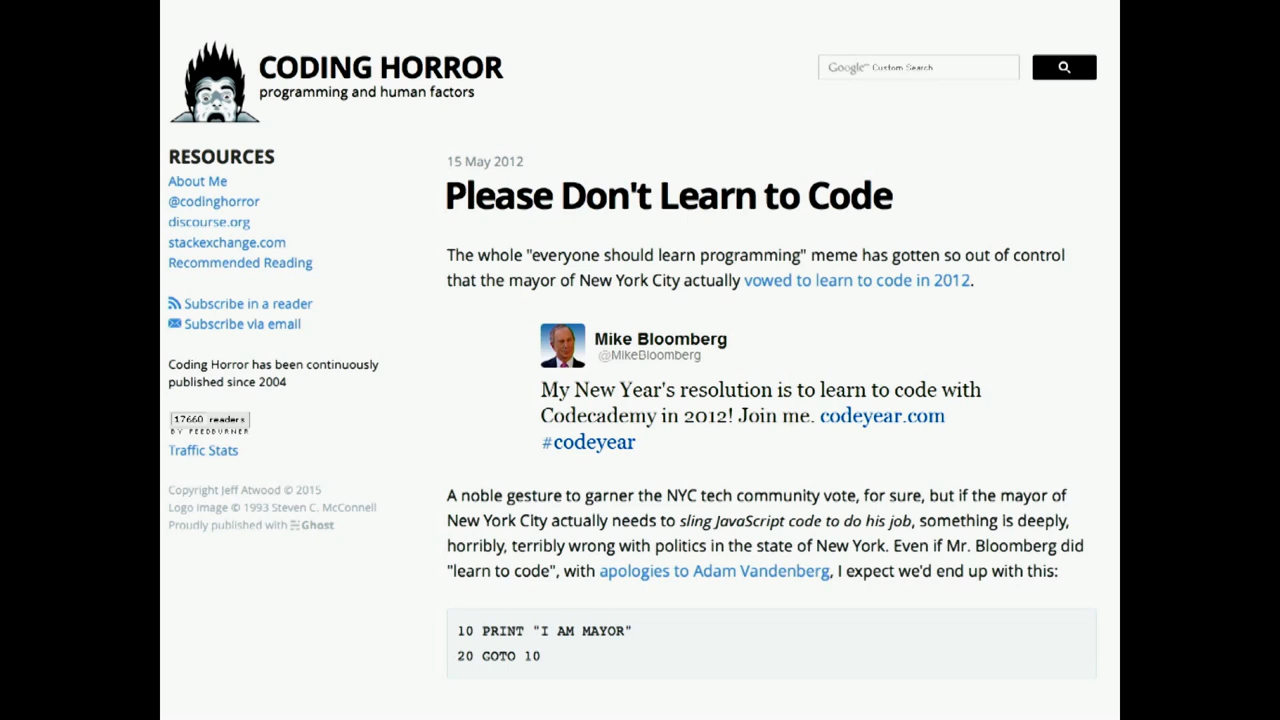 CODING HORROR
programming and human factors
Google™ Custom Search
RESOURCES
About Me
@codinghorror
discourse.org
stackexchange.com
Recommended Reading
Subscribe in a reader
Subscribe via email
Coding Horror has been continuously
published since 2004
17660 readers
BY FEEDBURNER
Traffic Stats
Copyright Jeff Atwood © 2015
Logo image © 1993 Steven C. McConnell
Proudly published with Ghost
15 May 2012
Please Don't Learn to Code
The whole "everyone should learn programming" meme has gotten so out of control
that the mayor of New York City actually vowed to learn to code in 2012.
Mike Bloomberg
@MikeBloomberg
My New Year's resolution is to learn to code with
Codecademy in 2012! Join me. codeyear.com
#codeyear
A noble gesture to garner the NYC tech community vote, for sure, but if the mayor of
New York City actually needs to sling JavaScript code to do his job, something is deeply,
horribly, terribly wrong with politics in the state of New York. Even if Mr. Bloomberg did
"learn to code", with apologies to Adam Vandenberg, I expect we'd end up with this:
10 PRINT "I AM MAYOR"
20 GOTO 10